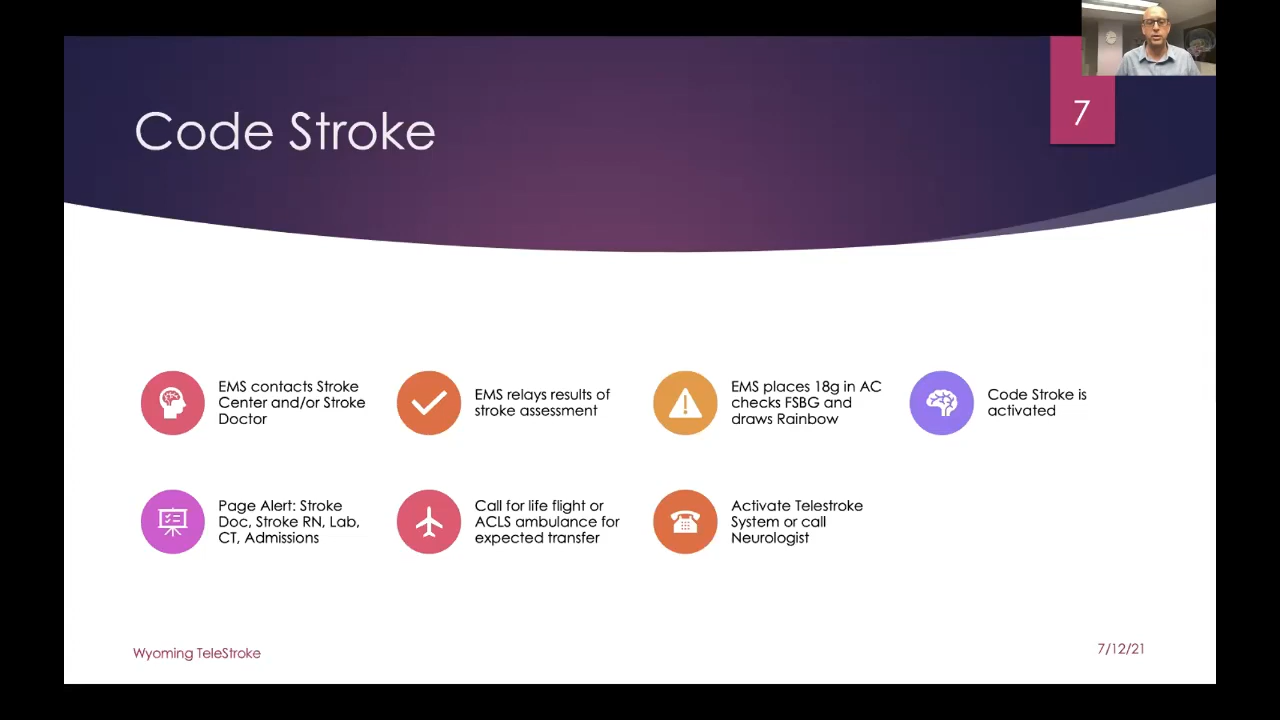 Code Stroke
7
EMS contacts Stroke
Center and/or Stroke
Doctor
EMS relays results of
stroke assessment
EMS places 18g in AC
checks FSBG and
draws Rainbow
Code Stroke is
activated
Page Alert: Stroke
Doc, Stroke RN, Lab,
CT, Admissions
Call for life flight or
ACLS ambulance for
expected transfer
Activate Telestroke
System or call
Neurologist
Wyoming TeleStroke
7/12/21